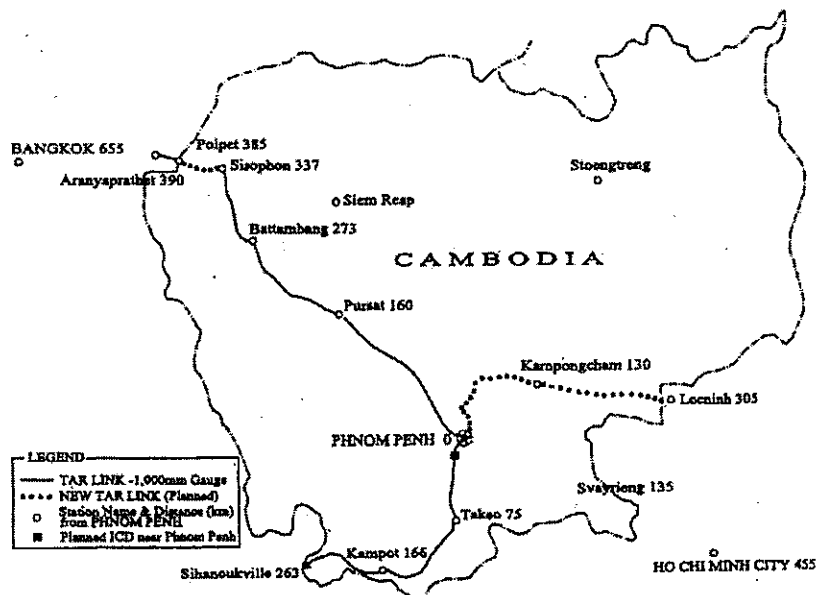 BANGKOK 655
Poipet 385
Aranyaprathet 390
Sisophon 337
Stoengtreng
Siem Reap
Battambang 273
CAMBODIA
Pursat 160
Kampongcham 130
Locninh 305
PHNOM PENH 0
LEGEND
TAR LINK -1,000mm Gauge
NEW TAR LINK (Planned)
Station Name & Distance (km)
from PHNOM PENH
Planned ICD near Phnom Penh
Svayrieng 135
Takeo 75
Kampot 166
Sihanoukville 263
HO CHI MINH CITY 455